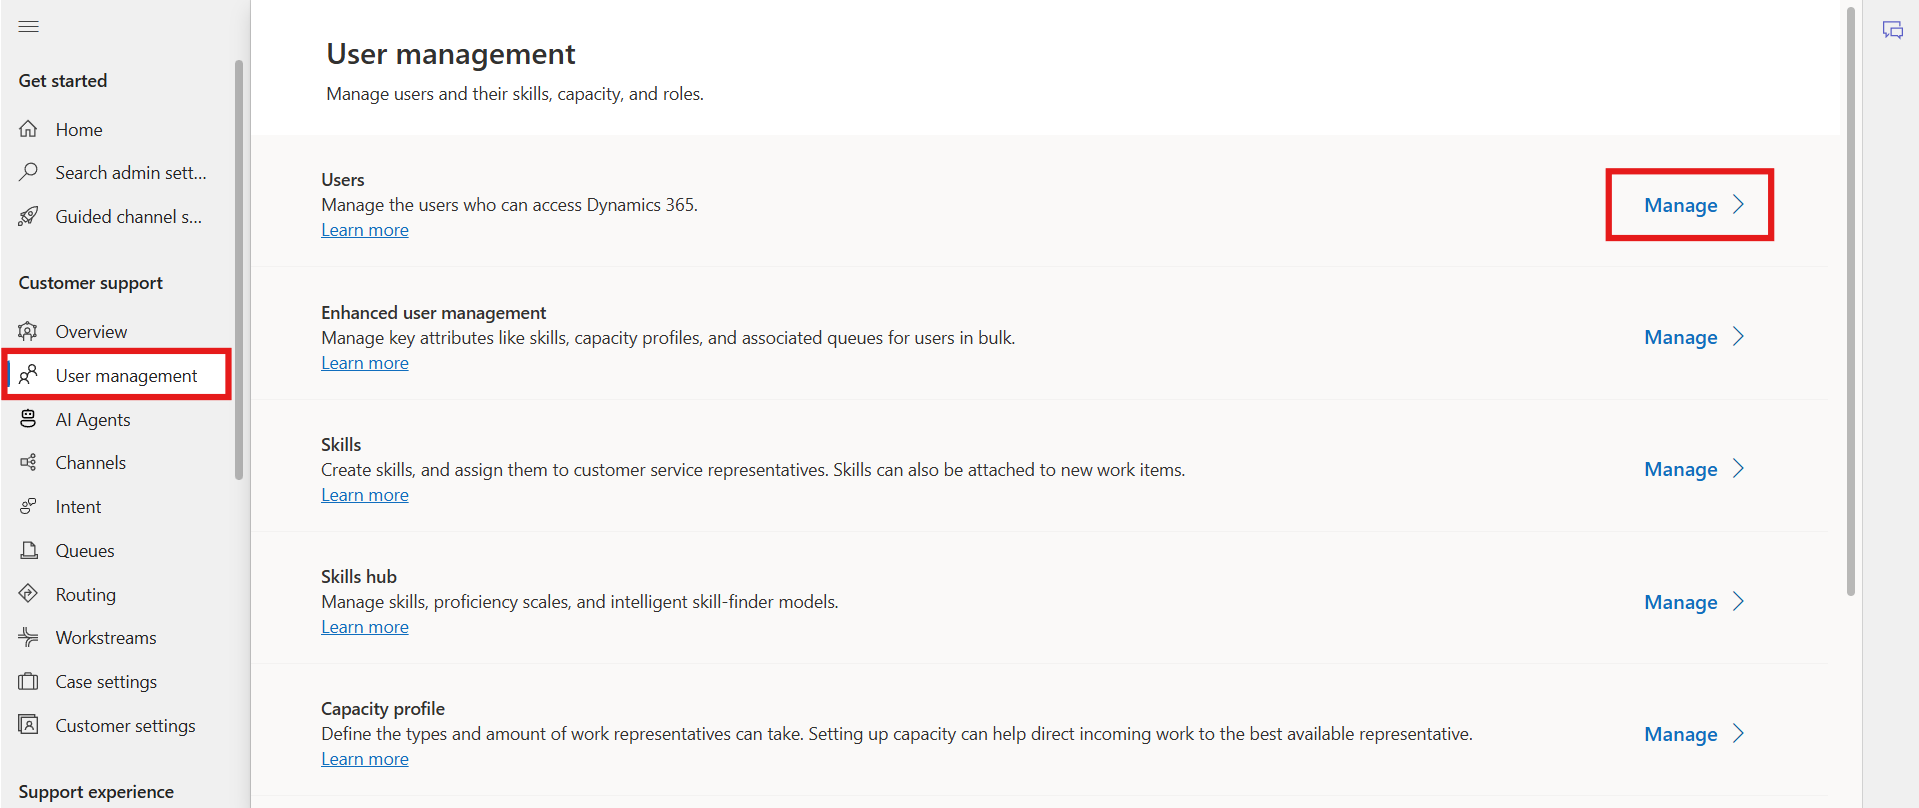 Get started
Home
Search admin sett...
Guided channel s...
Customer support
Overview
User management
AI Agents
Channels
Intent
Queues
Routing
Workstreams
Case settings
Customer settings
Support experience
User management
Manage users and their skills, capacity, and roles.
Users
Manage the users who can access Dynamics 365.
Learn more
Manage
Enhanced user management
Manage key attributes like skills, capacity profiles, and associated queues for users in bulk.
Learn more
Manage
Skills
Create skills, and assign them to customer service representatives. Skills can also be attached to new work items.
Learn more
Manage
Skills hub
Manage skills, proficiency scales, and intelligent skill-finder models.
Learn more
Manage
Capacity profile
Define the types and amount of work representatives can take. Setting up capacity can help direct incoming work to the best available representative.
Learn more
Manage